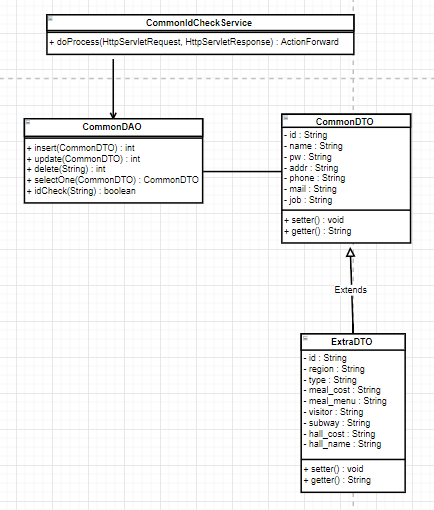 CommonIdCheckService
+ doProcess(HttpServletRequest, HttpServletResponse) : ActionForward
CommonDAO
+ insert(CommonDTO) : int
+ update(CommonDTO) : int
+ delete(String) : int
+ selectOne(CommonDTO) : CommonDTO
+ idCheck(String) : boolean
CommonDTO
- id : String
- name : String
- pw : String
- addr : String
- phone : String
- mail : String
- job : String
+ setter() : void
+ getter() : String
Extends
ExtraDTO
- id : String
- region : String
- type : String
- meal_cost : String
- meal_menu : String
- visitor : String
- subway : String
- hall_cost : String
- hall_name : String
+ setter() : void
+ getter() : String